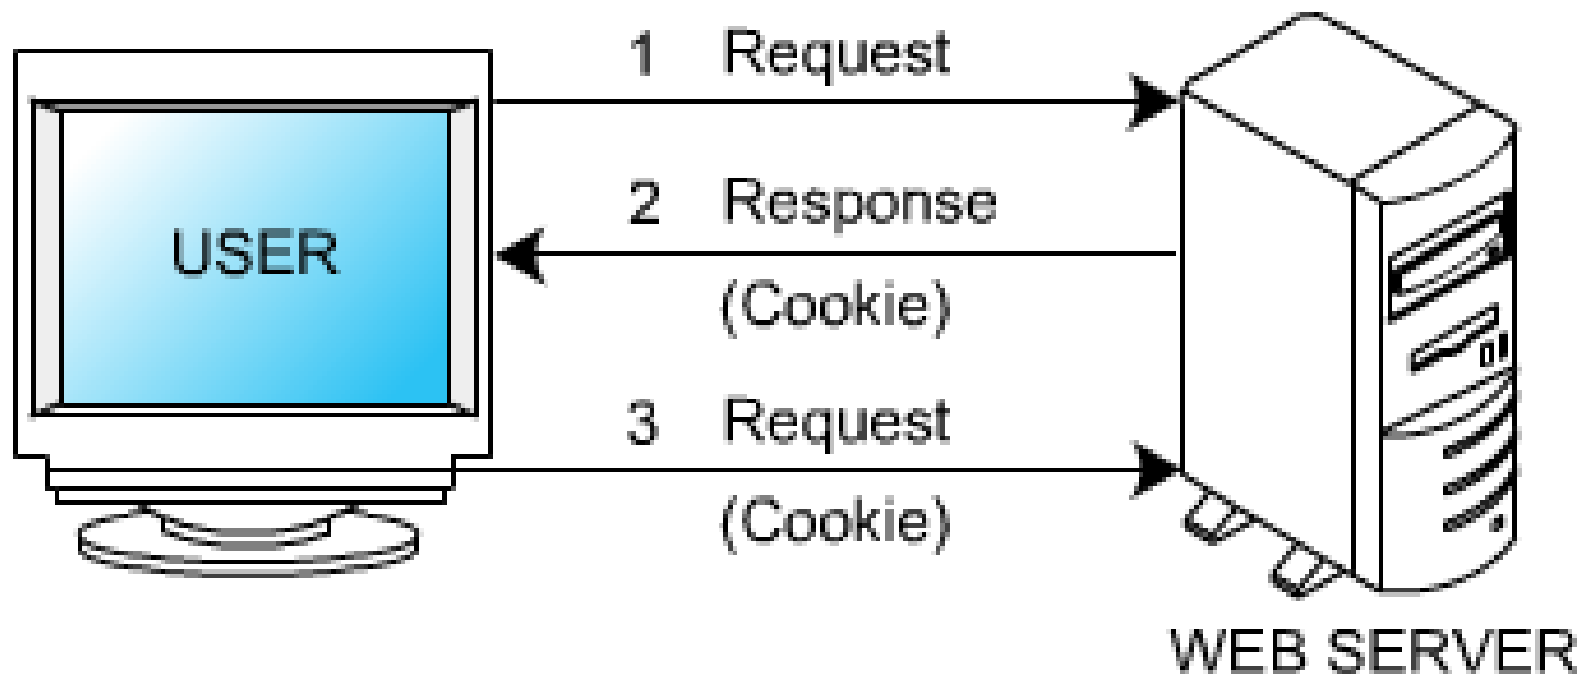 1 Request
2 Response
(Cookie)
USER
3 Request
(Cookie)
WEB SERVER